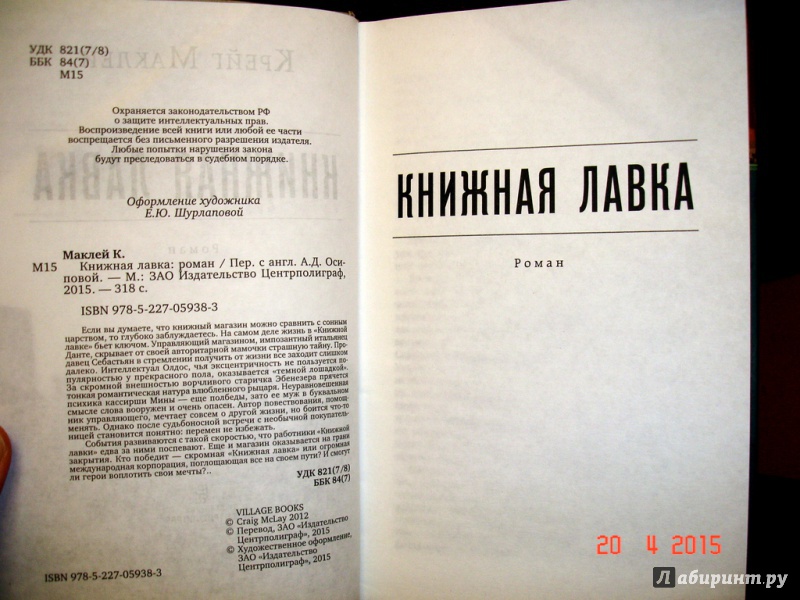 УДК 821(7/8)
ББК 84(7)
М15
Охраняется законодательством РФ
о защите интеллектуальных прав.
Воспроизведение всей книги или любой ее части
воспрещается без письменного разрешения издателя.
Любые попытки нарушения закона
будут преследоваться в судебном порядке.
Оформление художника
Е.Ю. Шурлаповой
Маклей К.
М15 Книжная лавка: роман / Пер. с англ. А.Д. Оси-
повой. — М.: ЗАО Издательство Центрполиграф,
2015. — 318 с.
ISBN 978-5-227-05938-3
Если вы думаете, что книжный магазин можно сравнить с сонным
царством, то глубоко заблуждаетесь. На самом деле жизнь в «Книжной
лавке» бьет ключом. Управляющий магазином, импозантный итальянец
Данте, скрывает от своей авторитарной мамочки страшную тайну. Про-
давец Себастьян в стремлении получить от жизни все заходит слишком
далеко. Интеллектуал Олдос, чья эксцентричность не пользуется по-
пулярностью у прекрасного пола, оказывается «темной лошадкой».
За скромной внешностью ворчливого старичка Эбенезера прячется
тонкая романтическая натура влюбленного рыцаря. Неуравновешенная
психика кассирши Мины — еще полбеды, зато ее муж в буквальном
смысле слова вооружен и очень опасен. Автор повествования, помощ-
ник управляющего, мечтает совсем о другой жизни, но боится что-то
менять. Однако после судьбоносной встречи с необычной покупатель-
ницей становится понятно: перемен не избежать.
События развиваются с такой скоростью, что работники «Книжной
лавки» едва за ними поспевают. Еще и магазин оказывается на грани
закрытия. Кто победит — скромная «Книжная лавка» или огромная
международная корпорация, поглощающая все на своем пути? И смогут
ли герои воплотить свои мечты?..
УДК 821(7/8)
ББК 84(7)
VILLAGE BOOKS
© Craig McLay 2012
© Перевод, ЗАО «Издательство
Центрполиграф», 2015
© Художественное оформление,
ЗАО «Издательство
Центрполиграф», 2015
ISBN 978-5-227-05938-3
КНИЖНАЯ ЛАВКА
Роман
20 4 2015
Лабиринт.ру